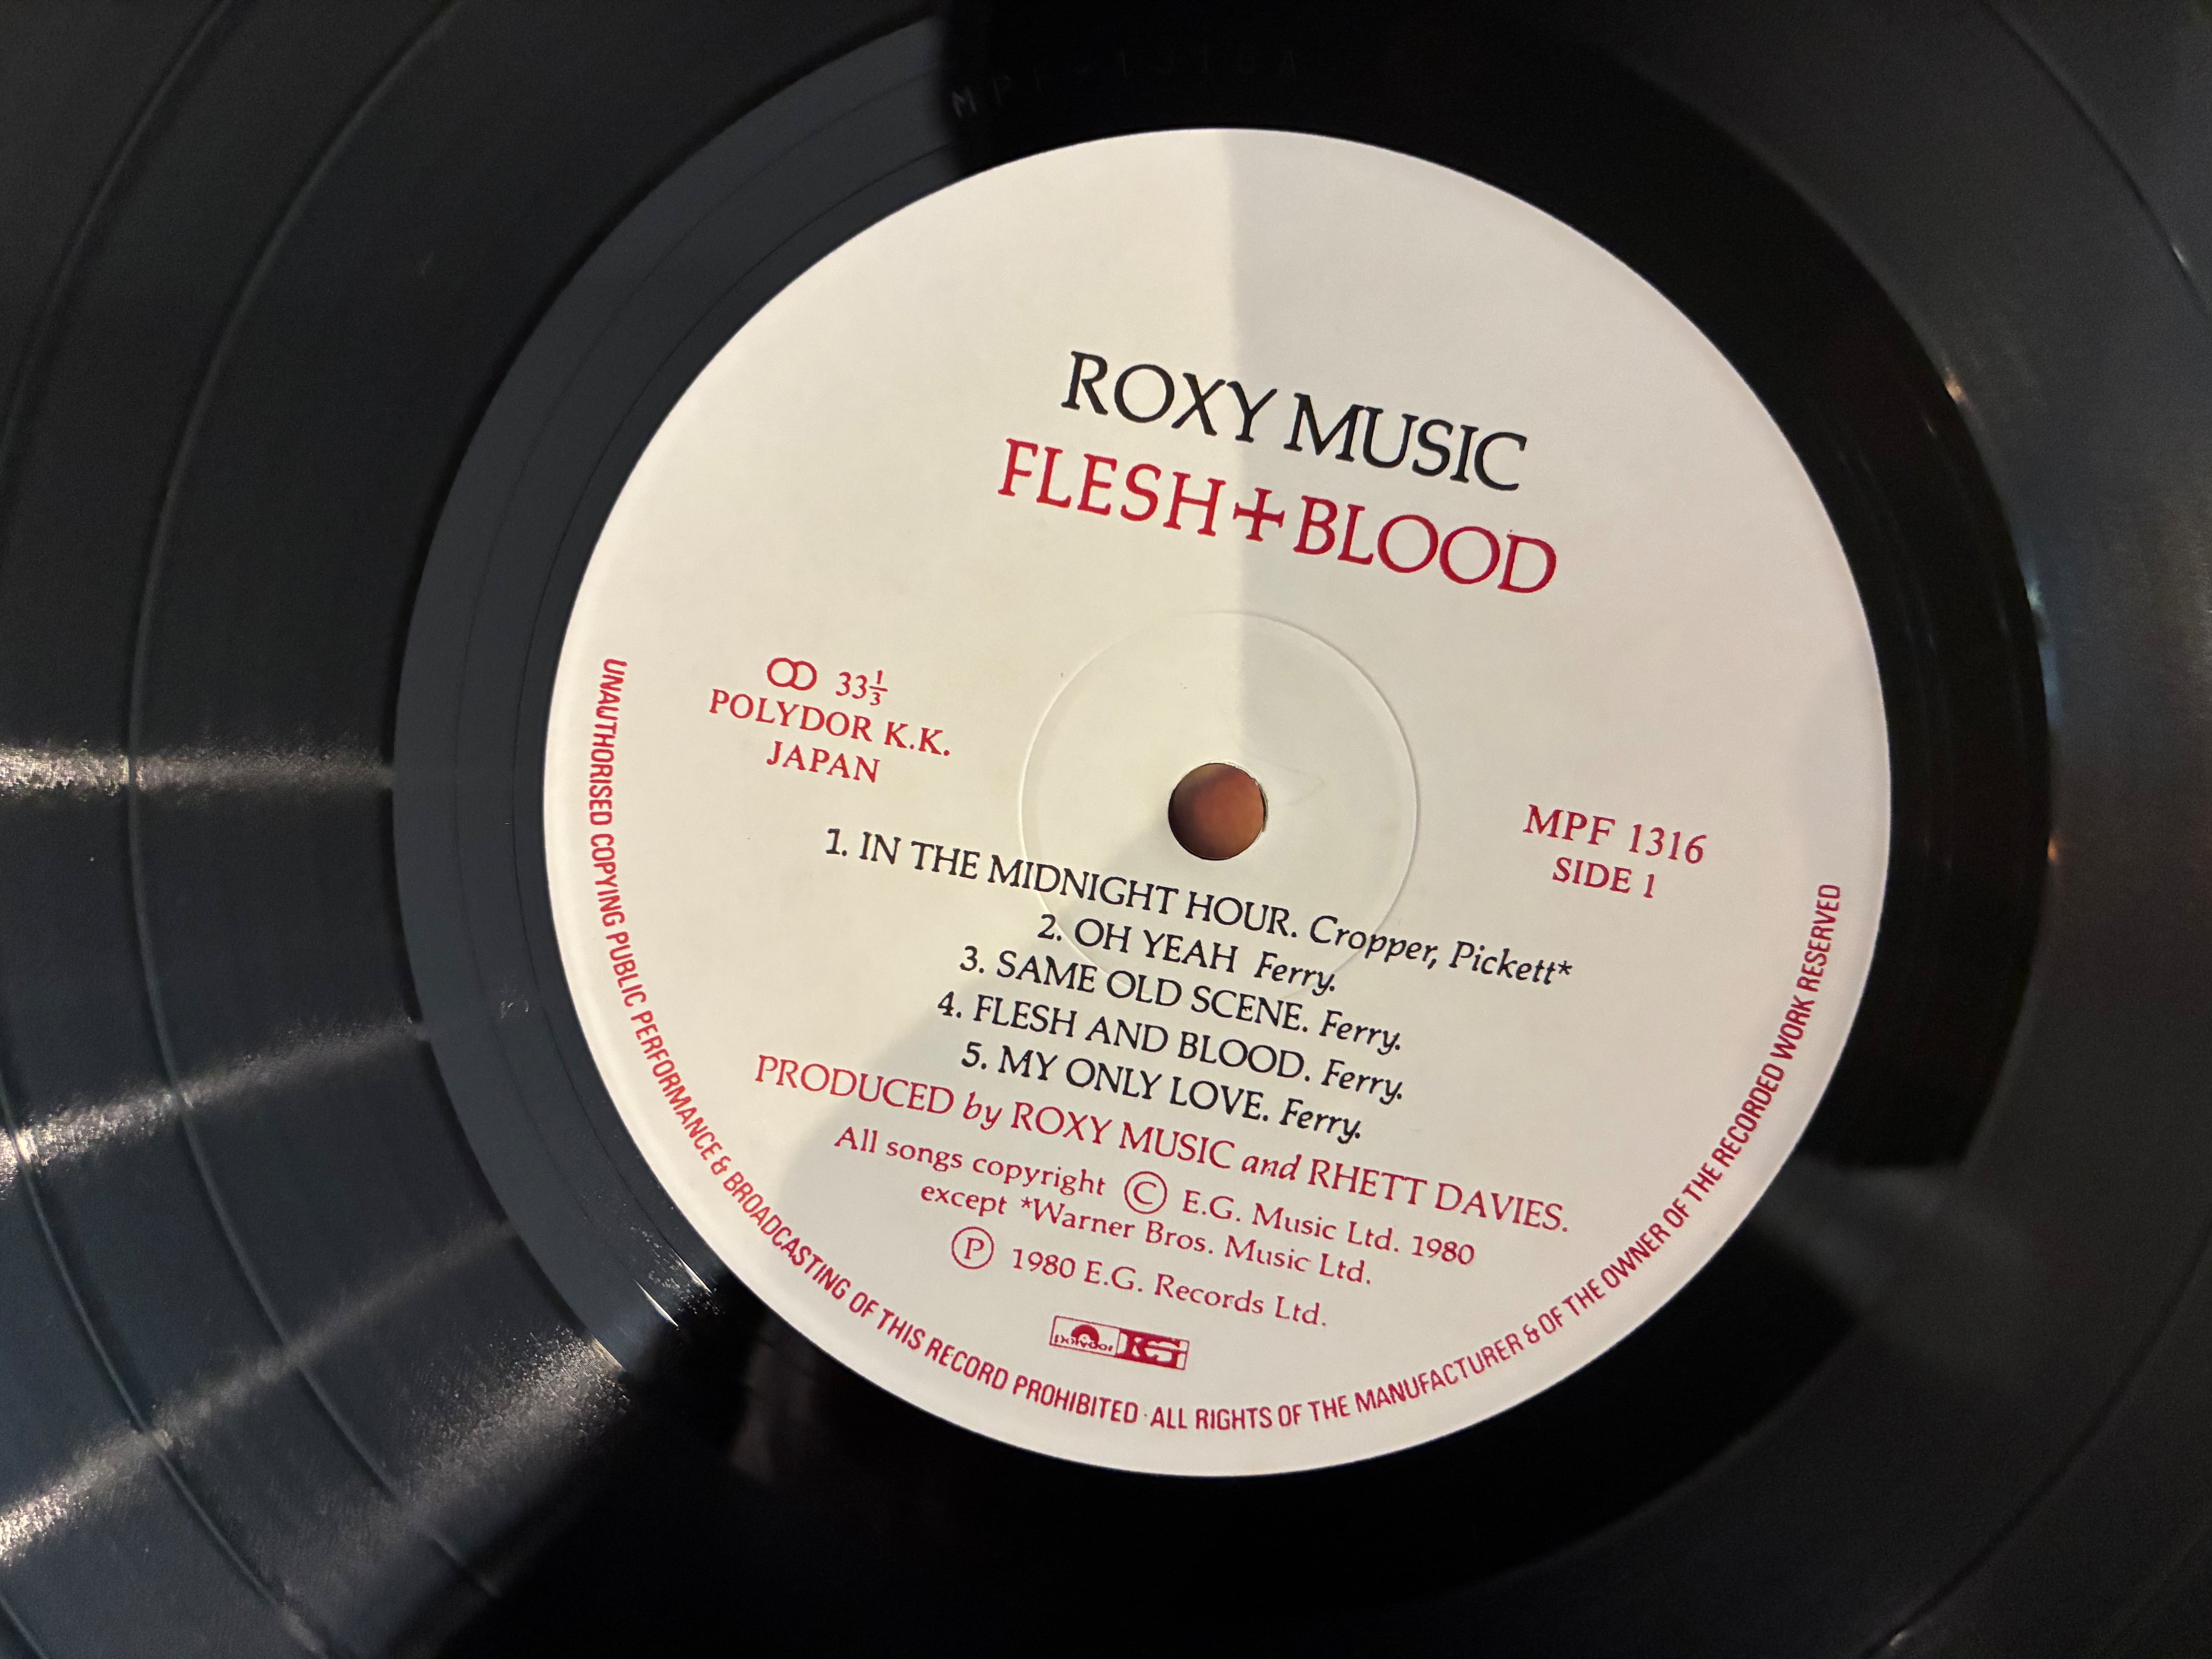 ROXY MUSIC
FLESH+BLOOD
33⅓
POLYDOR K.K.
JAPAN
MPF 1316
SIDE 1
1. IN THE MIDNIGHT HOUR. Cropper, Pickett*
2. OH YEAH Ferry.
3. SAME OLD SCENE. Ferry.
4. FLESH AND BLOOD. Ferry.
5. MY ONLY LOVE. Ferry.
PRODUCED by ROXY MUSIC and RHETT DAVIES.
All songs copyright © E.G. Music Ltd. 1980
except *Warner Bros. Music Ltd.
℗ 1980 E.G. Records Ltd.
polydor EG
UNAUTHORISED COPYING PUBLIC PERFORMANCE & BROADCASTING OF THIS RECORD PROHIBITED · ALL RIGHTS OF THE MANUFACTURER & OF THE OWNER OF THE RECORDED WORK RESERVED